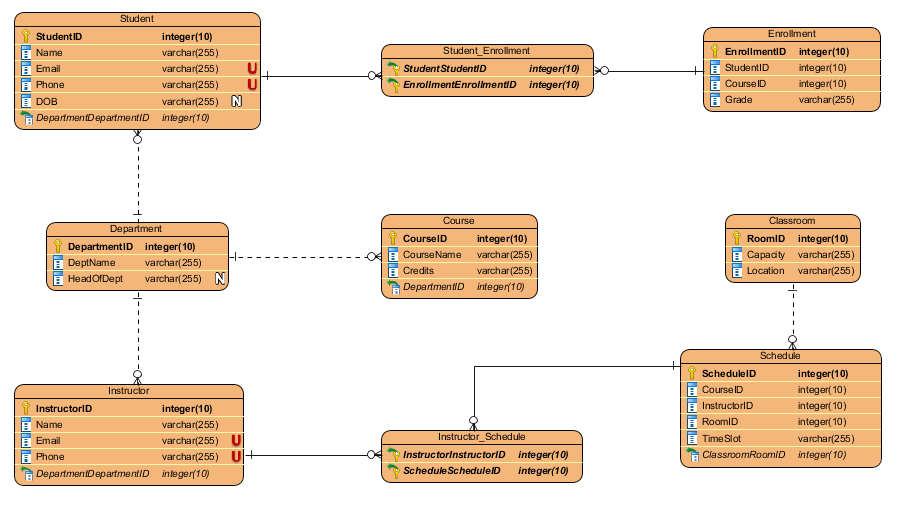 Student
StudentID integer(10)
Name varchar(255)
Email varchar(255) U
Phone varchar(255) U
DOB varchar(255) N
DepartmentDepartmentID integer(10)
Student_Enrollment
StudentStudentID integer(10)
EnrollmentEnrollmentID integer(10)
Enrollment
EnrollmentID integer(10)
StudentID integer(10)
CourseID integer(10)
Grade varchar(255)
Department
DepartmentID integer(10)
DeptName varchar(255)
HeadOfDept varchar(255) N
Course
CourseID integer(10)
CourseName varchar(255)
Credits varchar(255)
DepartmentID integer(10)
Classroom
RoomID integer(10)
Capacity varchar(255)
Location varchar(255)
Instructor
InstructorID integer(10)
Name varchar(255)
Email varchar(255) U
Phone varchar(255) U
DepartmentDepartmentID integer(10)
Instructor_Schedule
InstructorInstructorID integer(10)
ScheduleScheduleID integer(10)
Schedule
ScheduleID integer(10)
CourseID integer(10)
InstructorID integer(10)
RoomID integer(10)
TimeSlot varchar(255)
ClassroomRoomID integer(10)